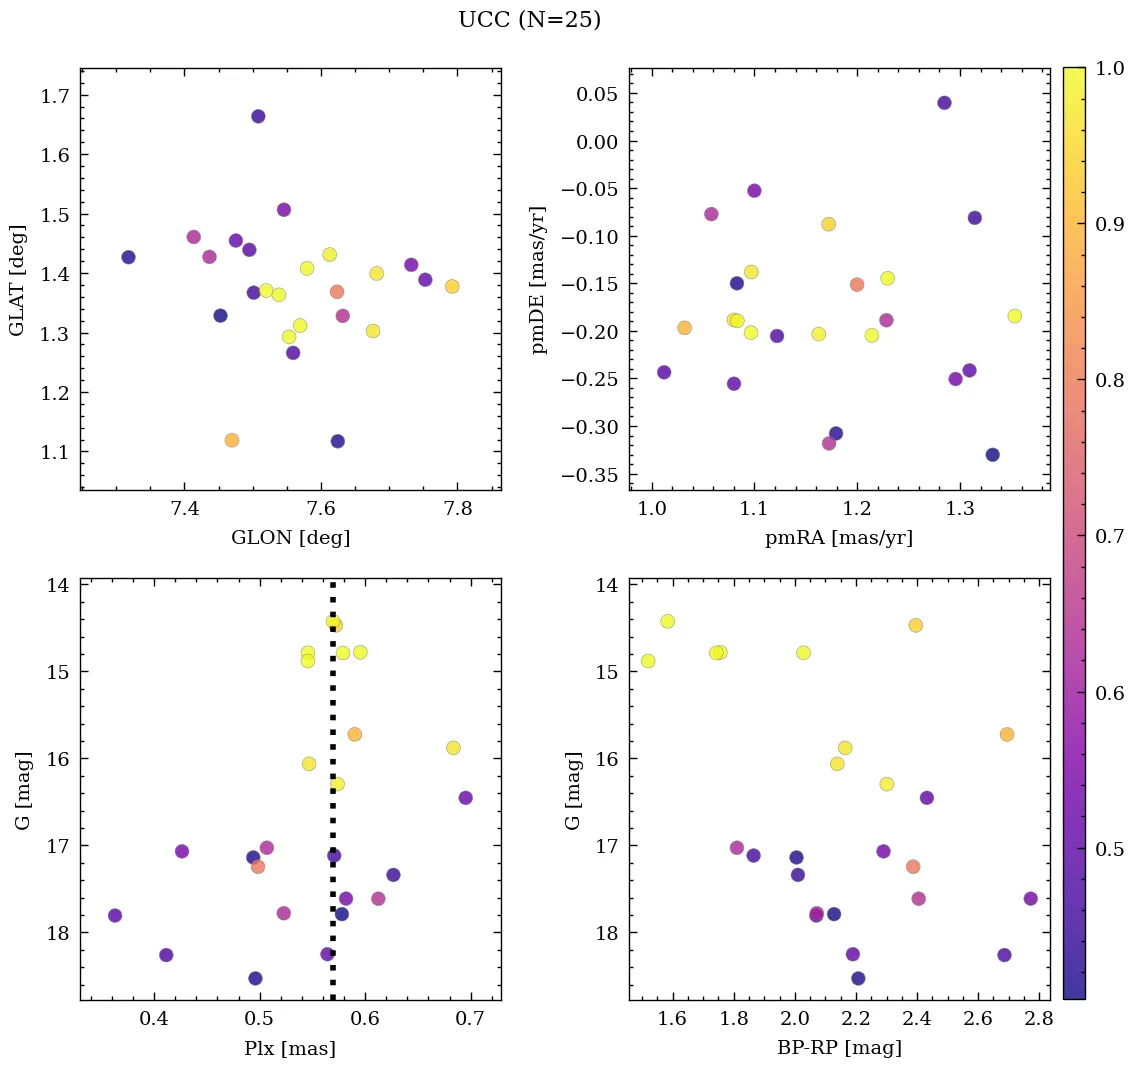 UCC (N=25)
1.7
1.6
1.5
1.4
1.3
1.2
1.1
GLAT [deg]
7.4 7.6 7.8
GLON [deg]
0.05
0.00
−0.05
−0.10
−0.15
−0.20
−0.25
−0.30
−0.35
pmDE [mas/yr]
1.0 1.1 1.2 1.3
pmRA [mas/yr]
1.0
0.9
0.8
0.7
0.6
0.5
14
15
16
17
18
G [mag]
0.4 0.5 0.6 0.7
Plx [mas]
14
15
16
17
18
G [mag]
1.6 1.8 2.0 2.2 2.4 2.6 2.8
BP-RP [mag]